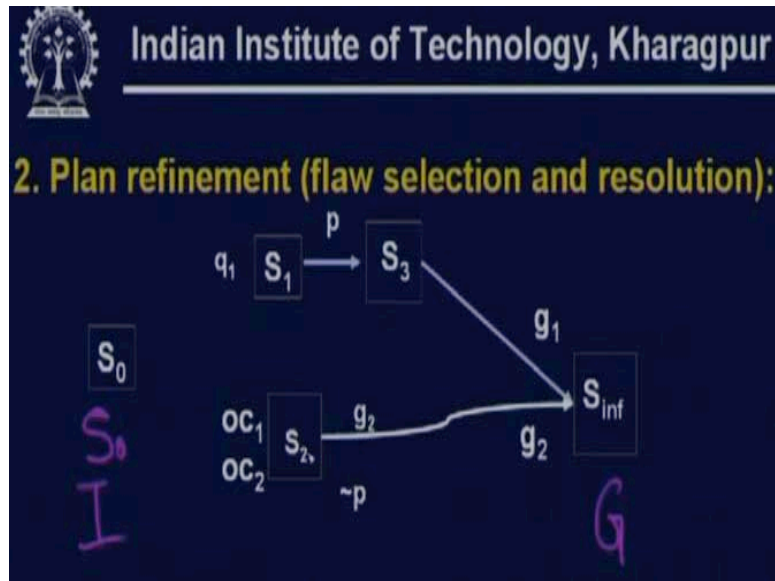 Indian Institute of Technology, Kharagpur
2. Plan refinement (flaw selection and resolution):
p
q₁ S₁ S₃
g₁
S₀
S_inf
OC₁ S₂ g₂
g₂
OC₂
~p
S₀
I
G